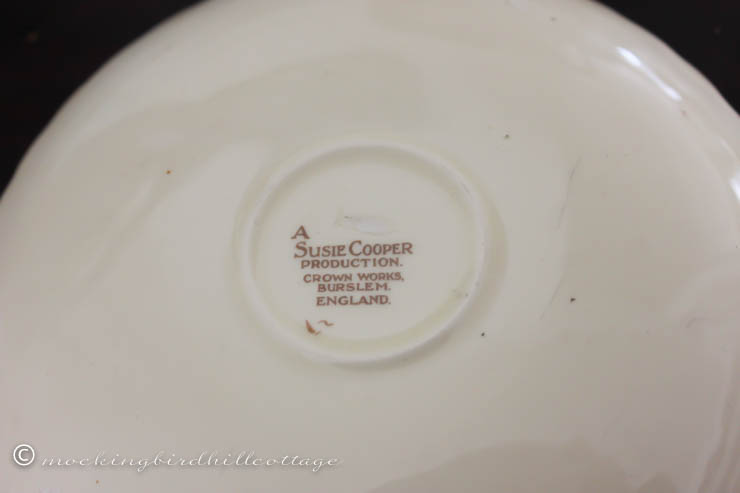 A
SUSIE COOPER
PRODUCTION.
CROWN WORKS,
BURSLEM.
ENGLAND.
© mockingbirdhillcottage